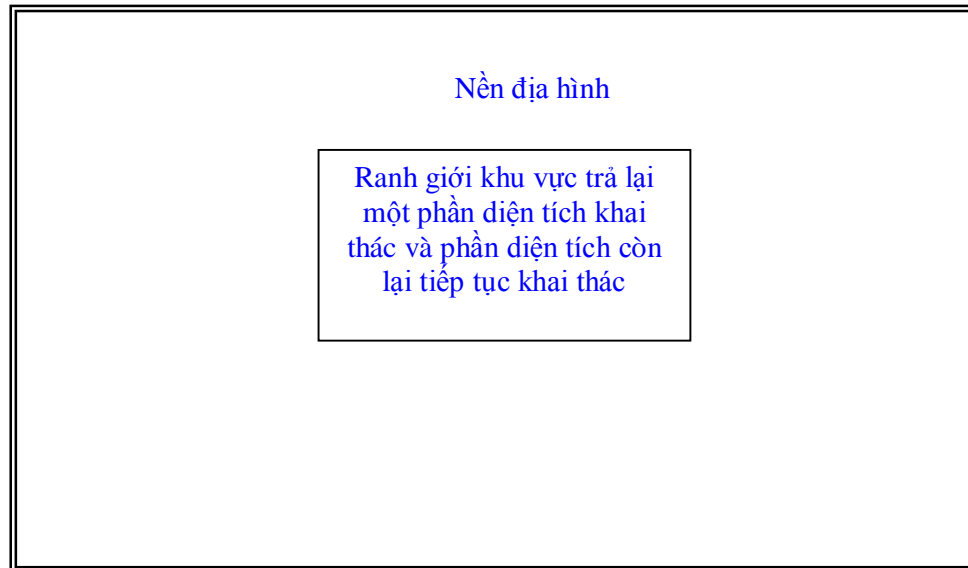 Nền địa hình
Ranh giới khu vực trả lại
một phần diện tích khai
thác và phần diện tích còn
lại tiếp tục khai thác